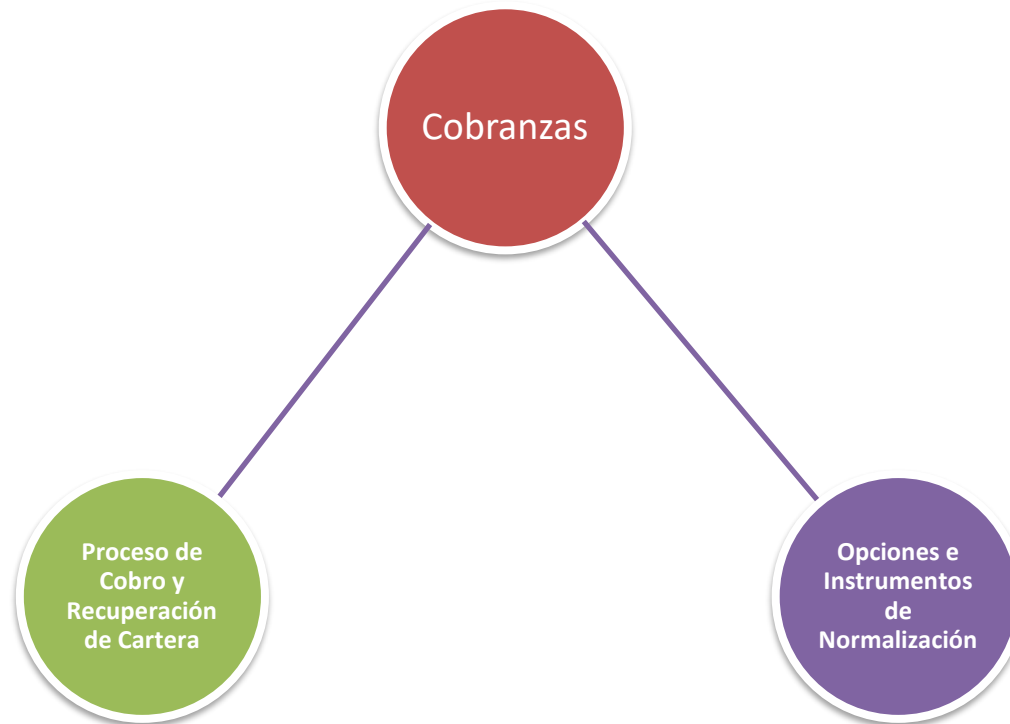 Cobranzas
Proceso de
Cobro y
Recuperación
de Cartera
Opciones e
Instrumentos
de
Normalización